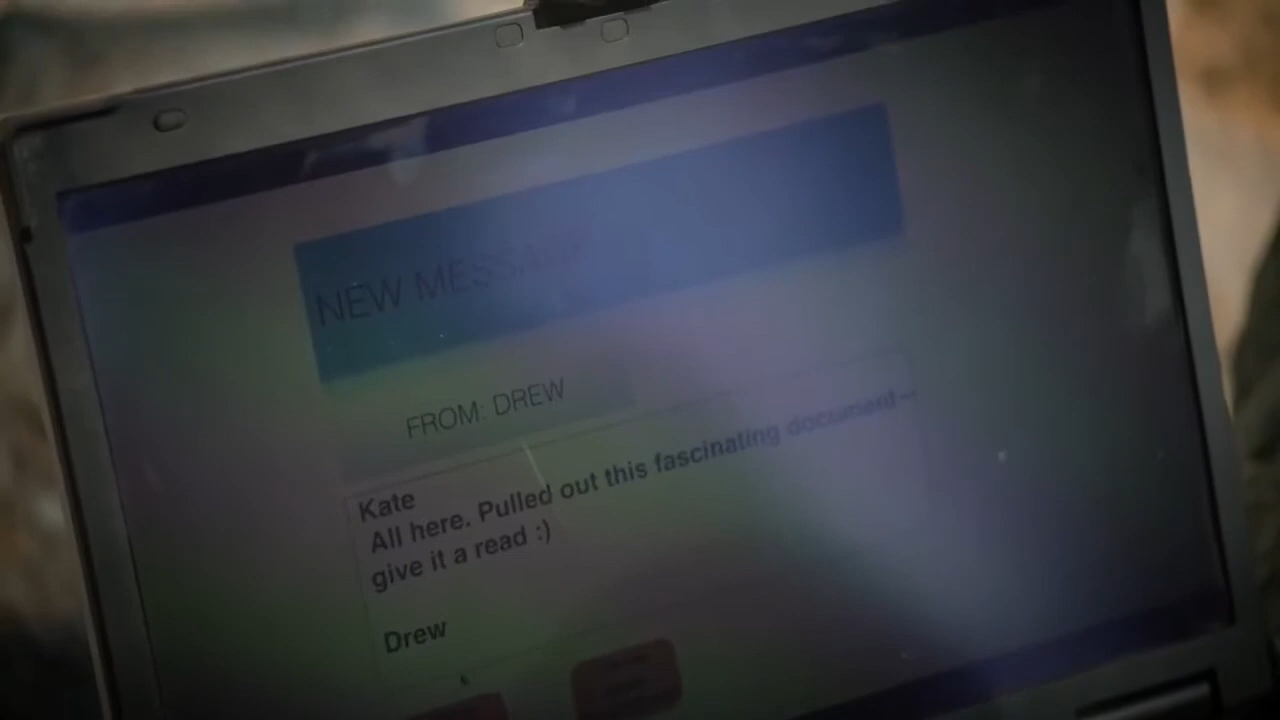 NEW MESSAGE
FROM: DREW
Kate
All here. Pulled out this fascinating document--
give it a read :)
Drew